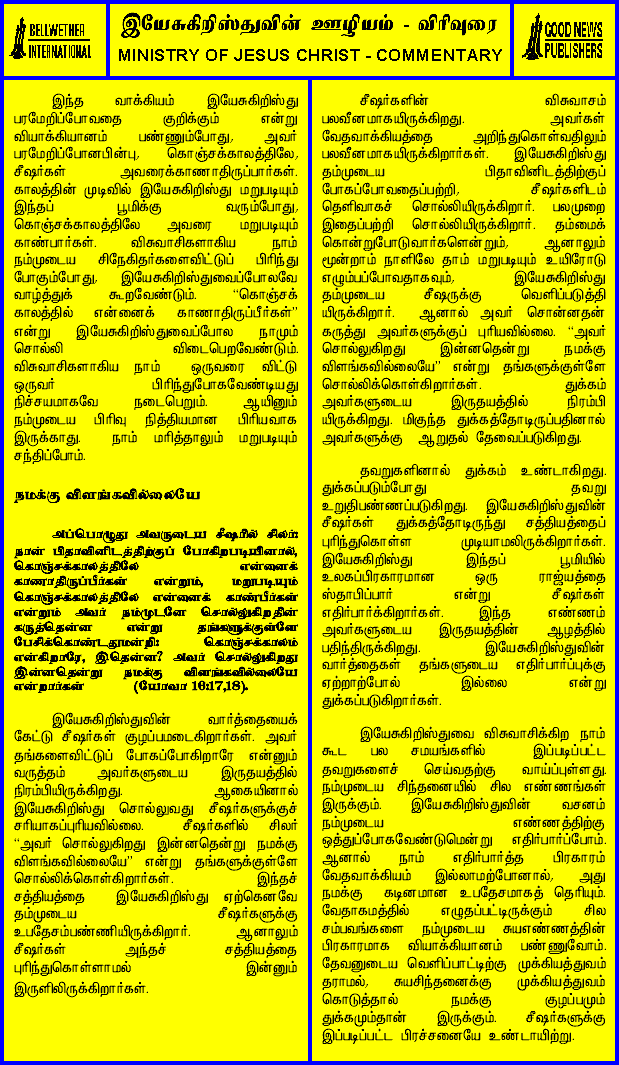 BELLWETHER
INTERNATIONAL
இயேசுகிறிஸ்துவின் ஊழியம் - விரிவுரை
MINISTRY OF JESUS CHRIST - COMMENTARY
GOOD NEWS
PUBLISHERS
இந்த வாக்கியம் இயேசுகிறிஸ்து
பரமேறிப்போவதை குறிக்கும் என்று
வியாக்கியானம் பண்ணும்போது, அவர்
பரமேறிப்போனபின்பு, கொஞ்சக்காலத்திலே,
சீஷர்கள் அவரைக்காணாதிருப்பார்கள்.
காலத்தின் முடிவில் இயேசுகிறிஸ்து மறுபடியும்
இந்தப் பூமிக்கு வரும்போது,
கொஞ்சக்காலத்திலே அவரை மறுபடியும்
காண்பார்கள். விசுவாசிகளாகிய நாம்
நம்முடைய சிநேகிதர்களைவிட்டுப் பிரிந்து
போகும்போது, இயேசுகிறிஸ்துவைப்போலவே
வாழ்த்துக் கூறவேண்டும். “கொஞ்சக்
காலத்தில் என்னைக் காணாதிருப்பீர்கள்”
என்று இயேசுகிறிஸ்துவைப்போல நாமும்
சொல்லி விடைபெறவேண்டும்.
விசுவாசிகளாகிய நாம் ஒருவரை விட்டு
ஒருவர் பிரிந்துபோகவேண்டியது
நிச்சயமாகவே நடைபெறும். ஆயினும்
நம்முடைய பிரிவு நித்தியமான பிரியவாக
இருக்காது. நாம் மரித்தாலும் மறுபடியும்
சந்திப்போம்.
நமக்கு விளங்கவில்லையே
அப்பொழுது அவருடைய சீஷரில் சிலர்:
நான் பிதாவினிடத்திற்குப் போகிறபடியினால்,
கொஞ்சக்காலத்திலே என்னைக்
காணாதிருப்பீர்கள் என்றும், மறுபடியும்
கொஞ்சக்காலத்திலே என்னைக் காண்பீர்கள்
என்றும் அவர் நம்முடனே சொல்லுகிறதின்
கருத்தென்ன என்று தங்களுக்குள்ளே
பேசிக்கொண்டதுமன்றி: கொஞ்சக்காலம்
என்கிறாரே, இதென்ன? அவர் சொல்லுகிறது
இன்னதென்று நமக்கு விளங்கவில்லையே
என்றார்கள் (யோவா 16:17,18).
இயேசுகிறிஸ்துவின் வார்த்தையைக்
கேட்டு சீஷர்கள் குழப்பமடைகிறார்கள். அவர்
தங்களைவிட்டுப் போகப்போகிறாரே என்னும்
வருத்தம் அவர்களுடைய இருதயத்தில்
நிரம்பியிருக்கிறது. ஆகையினால்
இயேசுகிறிஸ்து சொல்லுவது சீஷர்களுக்குச்
சரியாகப்புரியவில்லை. சீஷர்களில் சிலர்
“அவர் சொல்லுகிறது இன்னதென்று நமக்கு
விளங்கவில்லையே” என்று தங்களுக்குள்ளே
சொல்லிக்கொள்கிறார்கள். இந்தச்
சத்தியத்தை இயேசுகிறிஸ்து ஏற்கெனவே
தம்முடைய சீஷர்களுக்கு
உபதேசம்பண்ணியிருக்கிறார். ஆனாலும்
சீஷர்கள் அந்தச் சத்தியத்தை
புரிந்துகொள்ளாமல் இன்னும்
இருளிலிருக்கிறார்கள்.
சீஷர்களின் விசுவாசம்
பலவீனமாகயிருக்கிறது. அவர்கள்
வேதவாக்கியத்தை அறிந்துகொள்வதிலும்
பலவீனமாகயிருக்கிறார்கள். இயேசுகிறிஸ்து
தம்முடைய பிதாவினிடத்திற்குப்
போகப்போவதைப்பற்றி, சீஷர்களிடம்
தெளிவாகச் சொல்லியிருக்கிறார். பலமுறை
இதைப்பற்றி சொல்லியிருக்கிறார். தம்மைக்
கொன்றுபோடுவார்களென்றும், ஆனாலும்
மூன்றாம் நாளிலே தாம் மறுபடியும் உயிரோடு
எழும்பப்போவதாகவும், இயேசுகிறிஸ்து
தம்முடைய சீஷருக்கு வெளிப்படுத்தி
யிருக்கிறார். ஆனால் அவர் சொன்னதன்
கருத்து அவர்களுக்குப் புரியவில்லை. “அவர்
சொல்லுகிறது இன்னதென்று நமக்கு
விளங்கவில்லையே” என்று தங்களுக்குள்ளே
சொல்லிக்கொள்கிறார்கள். துக்கம்
அவர்களுடைய இருதயத்தில் நிரம்பி
யிருக்கிறது. மிகுந்த துக்கத்தோடிருப்பதினால்
அவர்களுக்கு ஆறுதல் தேவைப்படுகிறது.
தவறுகளினால் துக்கம் உண்டாகிறது.
துக்கப்படும்போது தவறு
உறுதிபண்ணப்படுகிறது. இயேசுகிறிஸ்துவின்
சீஷர்கள் துக்கத்தோடிருந்து சத்தியத்தைப்
புரிந்துகொள்ள முடியாமலிருக்கிறார்கள்.
இயேசுகிறிஸ்து இந்தப் பூமியில்
உலகப்பிரகாரமான ஒரு ராஜ்யத்தை
ஸ்தாபிப்பார் என்று சீஷர்கள்
எதிர்பார்க்கிறார்கள். இந்த எண்ணம்
அவர்களுடைய இருதயத்தின் ஆழத்தில்
பதிந்திருக்கிறது. இயேசுகிறிஸ்துவின்
வார்த்தைகள் தங்களுடைய எதிர்பார்ப்புக்கு
ஏற்றாற்போல் இல்லை என்று
துக்கப்படுகிறார்கள்.
இயேசுகிறிஸ்துவை விசுவாசிக்கிற நாம்
கூட பல சமயங்களில் இப்படிப்பட்ட
தவறுகளைச் செய்வதற்கு வாய்ப்புள்ளது.
நம்முடைய சிந்தனையில் சில எண்ணங்கள்
இருக்கும். இயேசுகிறிஸ்துவின் வசனம்
நம்முடைய எண்ணத்திற்கு
ஒத்துப்போகவேண்டுமென்று எதிர்பார்ப்போம்.
ஆனால் நாம் எதிர்பார்த்த பிரகாரம்
வேதவாக்கியம் இல்லாமற்போனால், அது
நமக்கு கடினமான உபதேசமாகத் தெரியும்.
வேதாகமத்தில் எழுதப்பட்டிருக்கும் சில
சம்பவங்களை நம்முடைய சுயஎண்ணத்தின்
பிரகாரமாக வியாக்கியானம் பண்ணுவோம்.
தேவனுடைய வெளிப்பாட்டிற்கு முக்கியத்துவம்
தராமல், சுயசிந்தனைக்கு முக்கியத்துவம்
கொடுத்தால் நமக்கு குழப்பமும்
துக்கமும்தான் இருக்கும். சீஷர்களுக்கு
இப்படிப்பட்ட பிரச்சனையே உண்டாயிற்று.